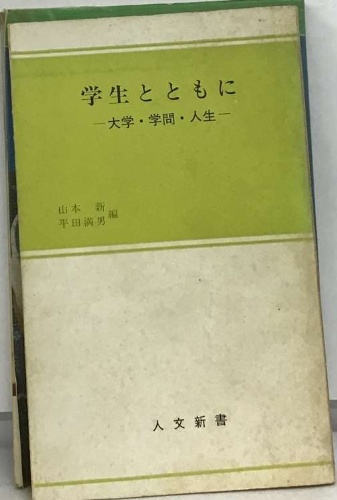 学生とともに
―大学・学問・人生―
山本 新
平田満男
編
人文新書